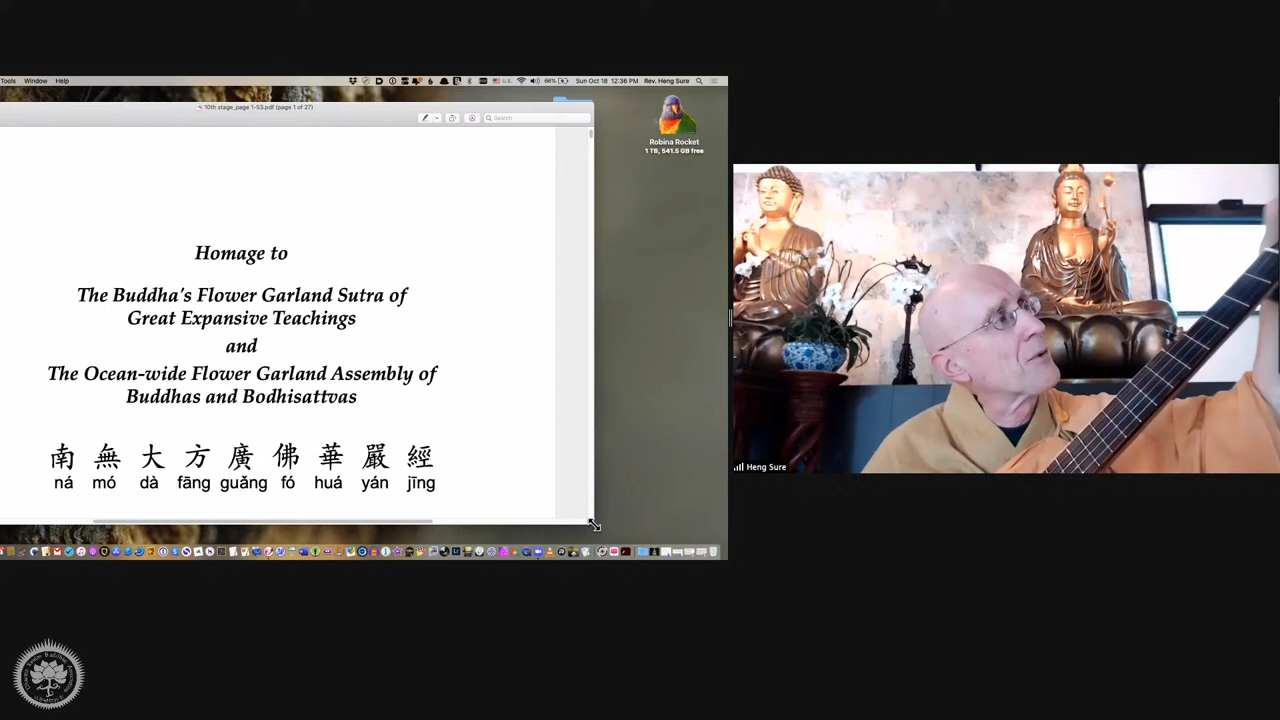 Tools Window Help
66%
Sun Oct 18 12:36 PM Rev. Heng Sure
10th stage_page 1-53.pdf (page 1 of 27)
Search
Robina Rocket
1 TB, 541.5 GB free
Homage to
The Buddha's Flower Garland Sutra of
Great Expansive Teachings
and
The Ocean-wide Flower Garland Assembly of
Buddhas and Bodhisattvas
南 無 大 方 廣 佛 華 嚴 經
ná mó dà fāng guǎng fó huá yán jīng
Heng Sure